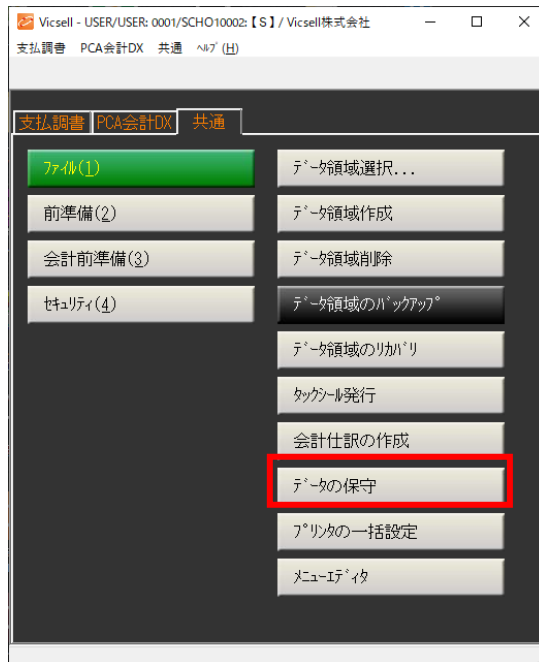 Vicsell - USER/USER: 0001/SCHO10002:【S】/ Vicsell株式会社
支払調書 PCA会計DX 共通 ﾍﾙﾌﾟ(H)
支払調書 PCA会計DX 共通
ﾌｧｲﾙ(1)
前準備(2)
会計前準備(3)
ｾｷｭﾘﾃｨ(4)
ﾃﾞｰﾀ領域選択...
ﾃﾞｰﾀ領域作成
ﾃﾞｰﾀ領域削除
ﾃﾞｰﾀ領域のﾊﾞｯｸｱｯﾌﾟ
ﾃﾞｰﾀ領域のﾘｶﾊﾞﾘ
ﾀｯｸｼｰﾙ発行
会計仕訳の作成
ﾃﾞｰﾀの保守
ﾌﾟﾘﾝﾀの一括設定
ﾒﾆｭｰｴﾃﾞｨﾀ